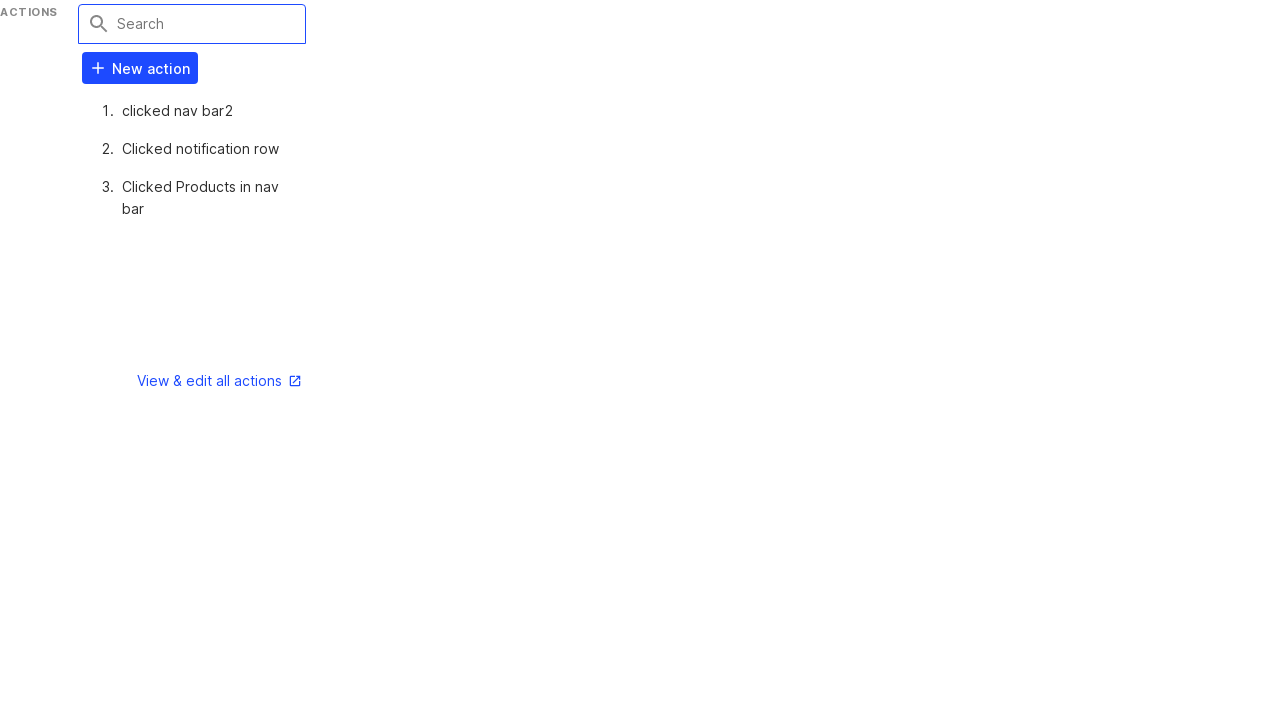 ACTIONS
Search
New action
1. clicked nav bar2
2. Clicked notification row
3. Clicked Products in nav
bar
View & edit all actions